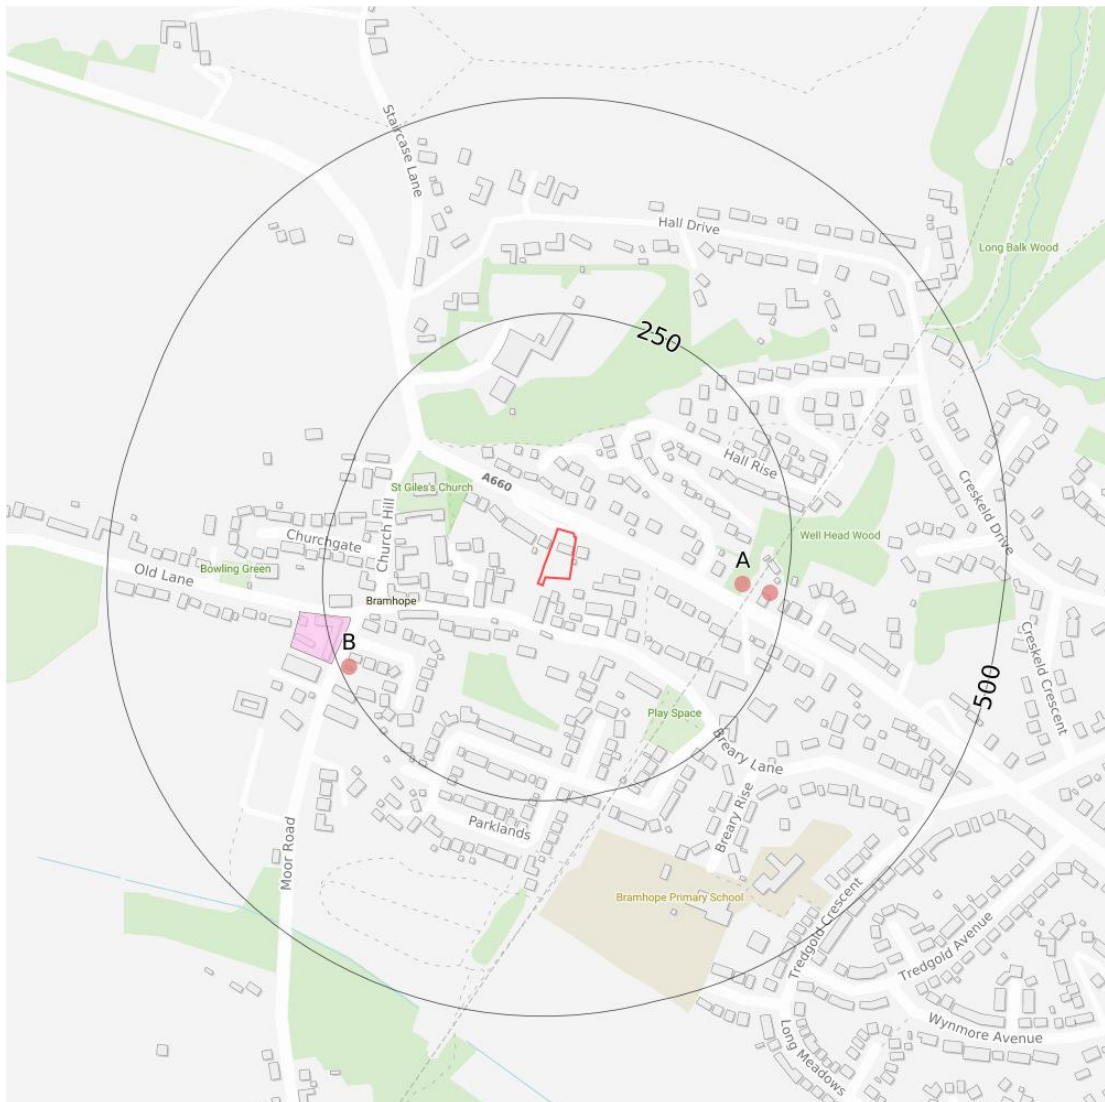 Staircase Lane
Hall Drive
Long Balk Wood
250
Hall Rise
A660
St Giles's Church
Creskeld Drive
Church Hill
Well Head Wood
Churchgate
A
Bowling Green
Old Lane
Bramhope
B
Creskeld Crescent
500
Play Space
Breary Lane
Breary Rise
Parklands
Moor Road
Bramhope Primary School
Tredgold Crescent
Tredgold Avenue
Wynmore Avenue
Long Meadows